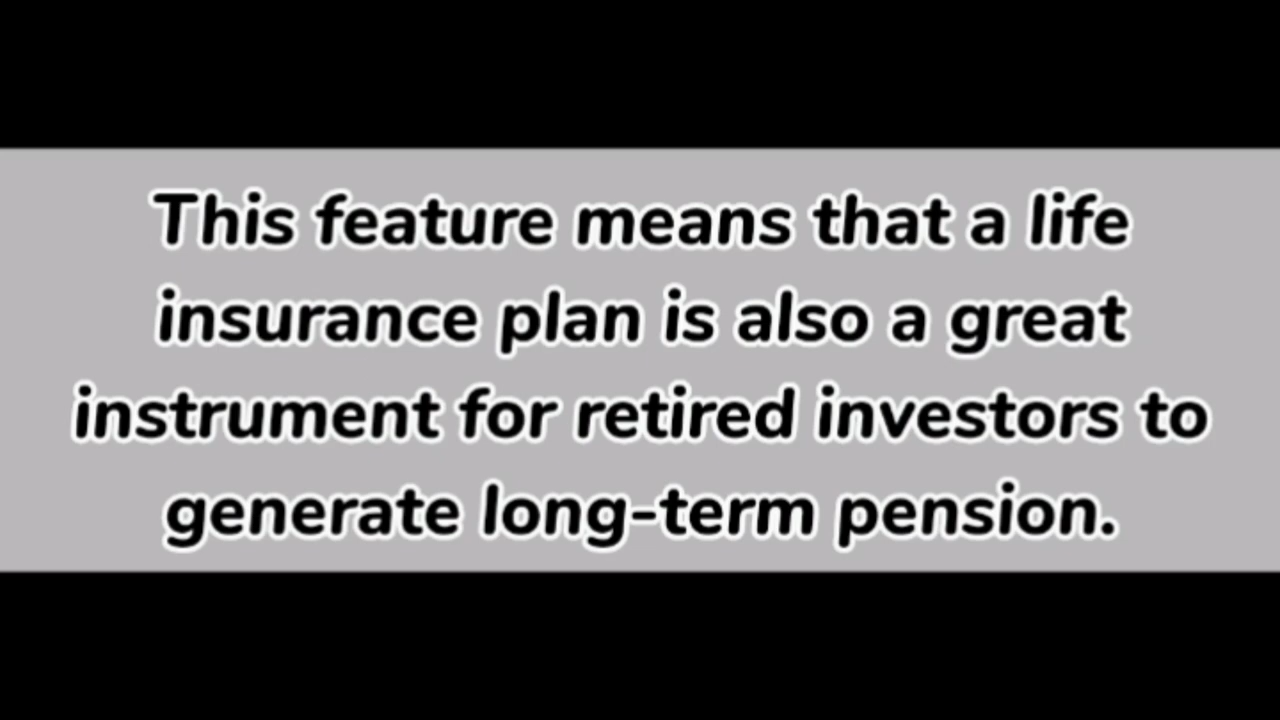 This feature means that a life
insurance plan is also a great
instrument for retired investors to
generate long-term pension.